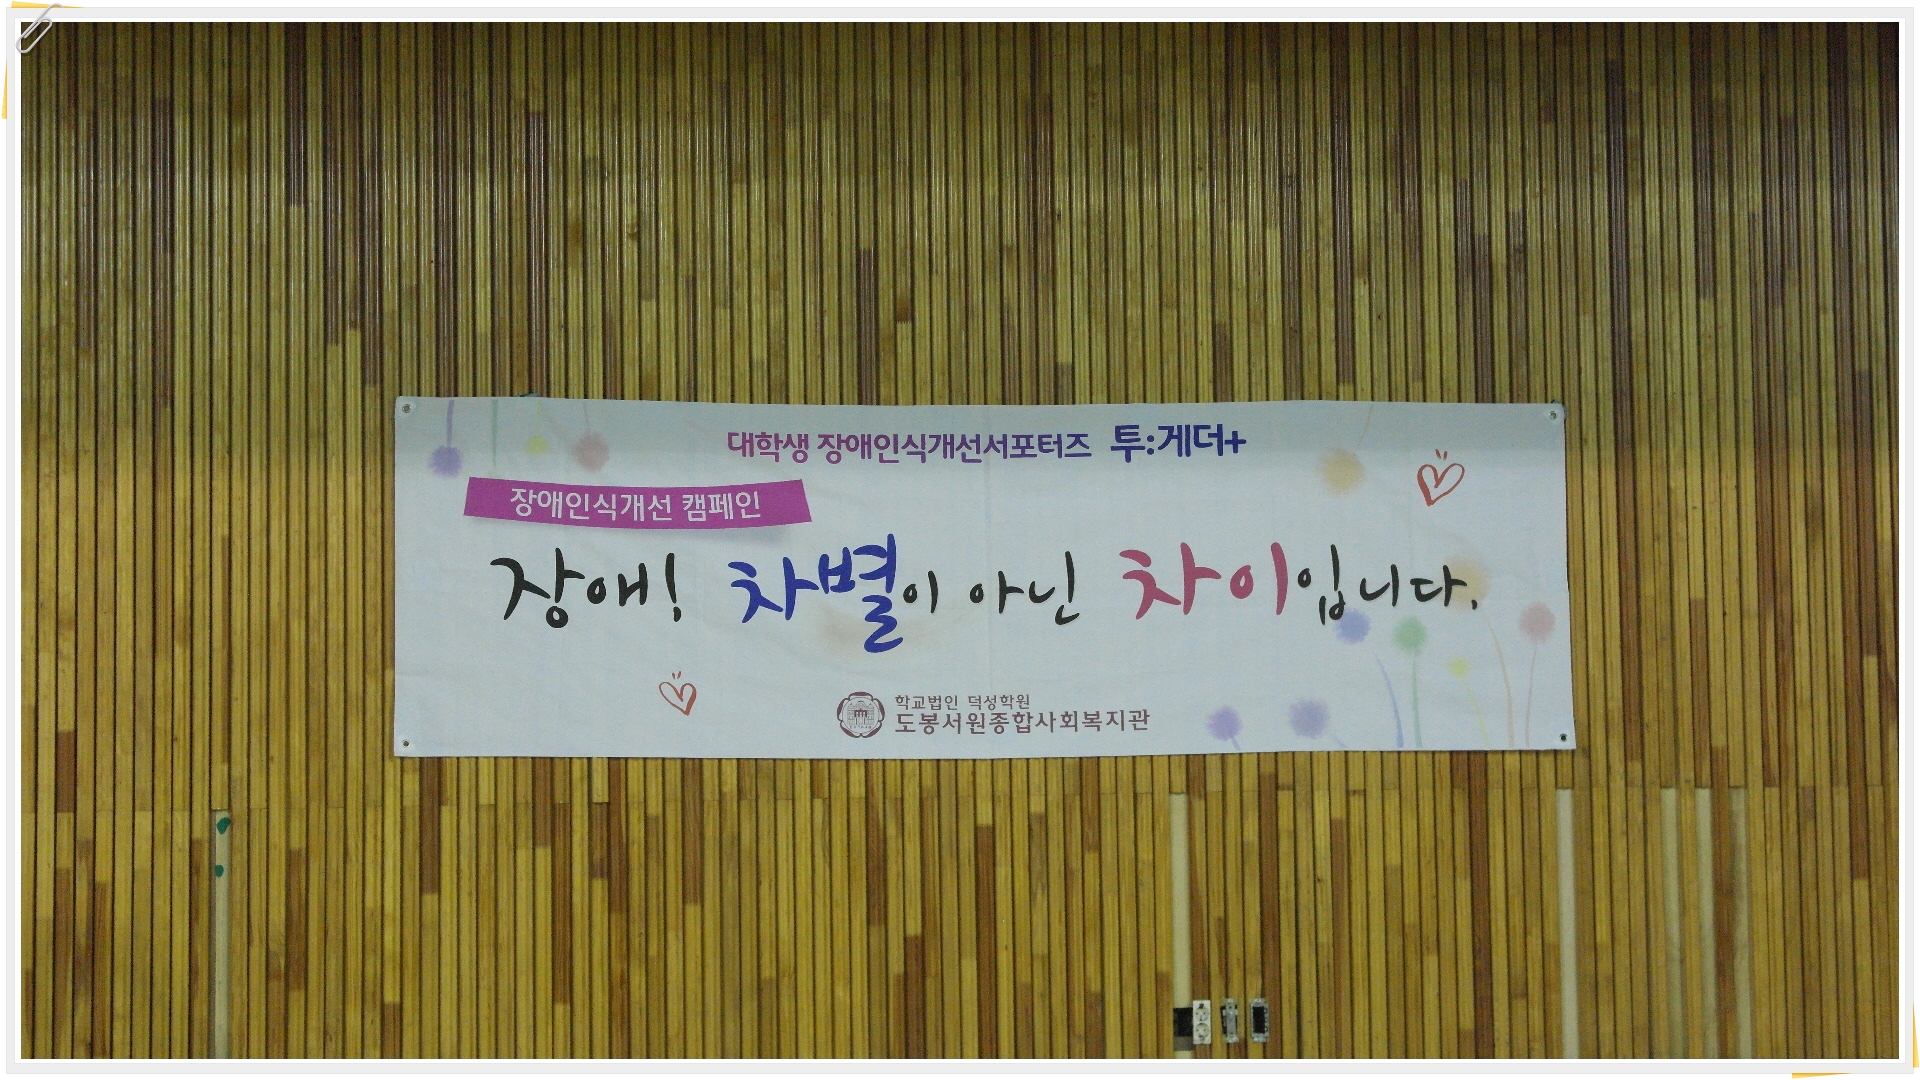 대학생 장애인식개선서포터즈 투:게더+
장애인식개선 캠페인
장애! 차별이 아닌 차이입니다.
학교법인 덕성학원
도봉서원종합사회복지관